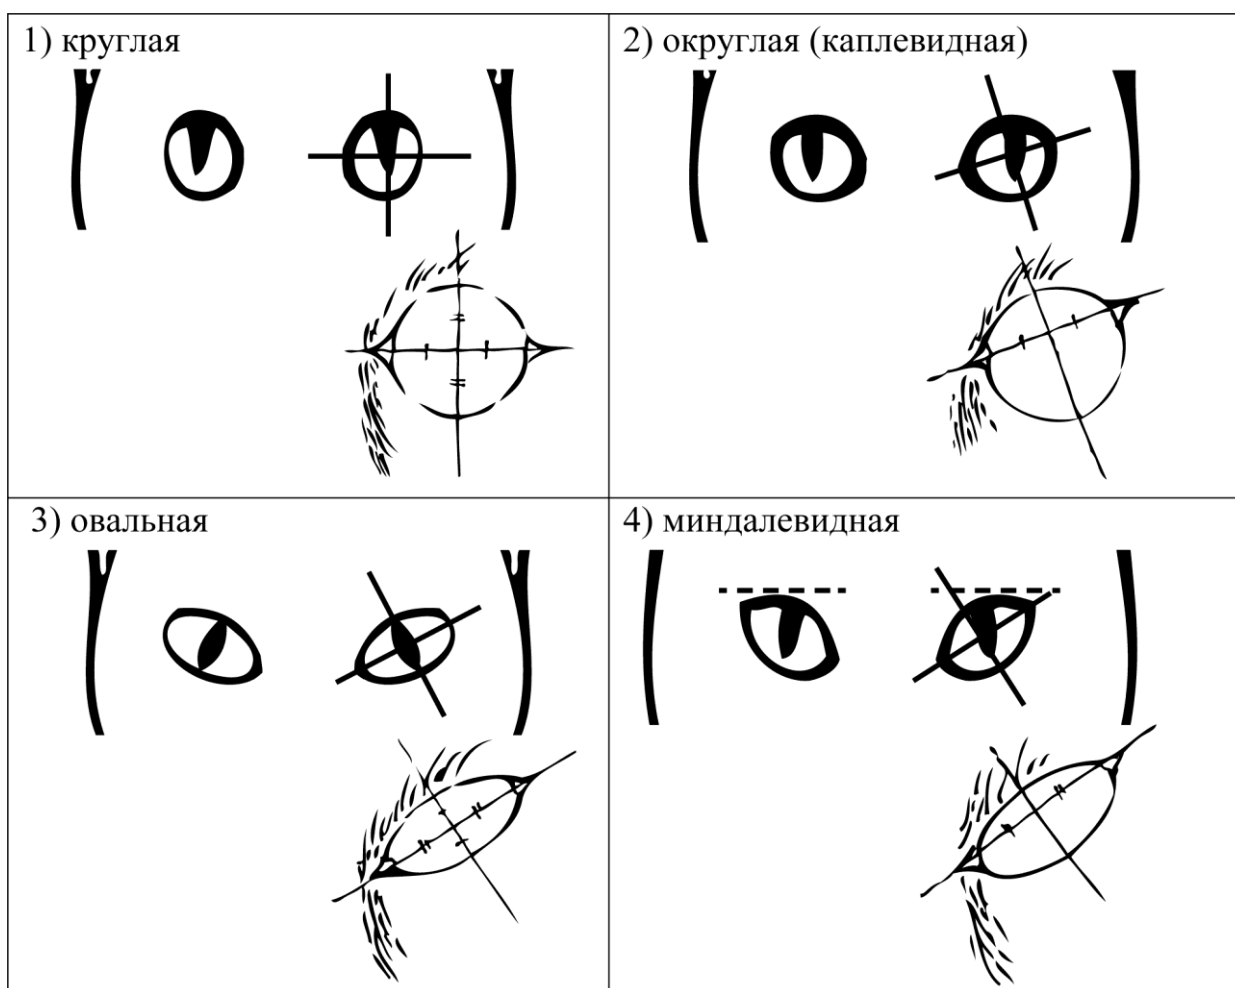 1) круглая
2) округлая (каплевидная)
3) овальная
4) миндалевидная